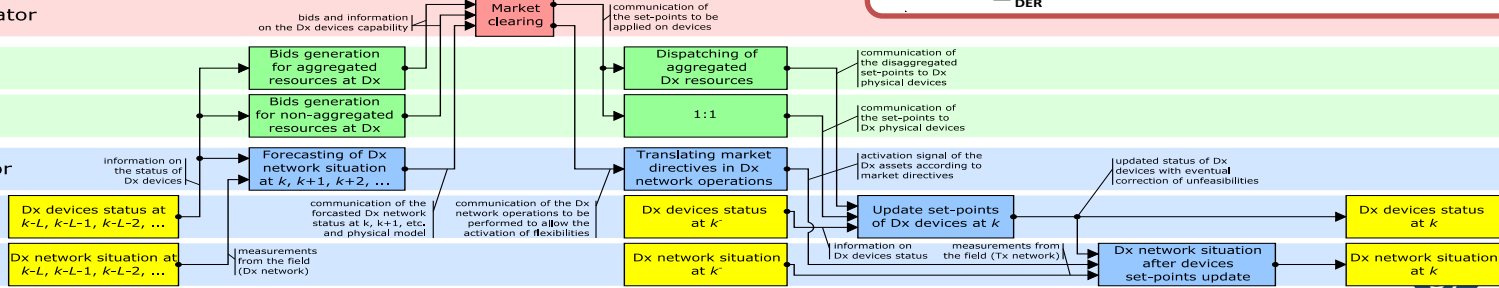 ator
bids and information
on the Dx devices capability
Market
clearing
communication of
the set-points to be
applied on devices
DER
Bids generation
for aggregated
resources at Dx
Dispatching of
aggregated
Dx resources
communication of
the disaggregated
set-points to Dx
physical devices
Bids generation
for non-aggregated
resources at Dx
1:1
communication of
the set-points to
Dx physical devices
or
information on
the status of
Dx devices
Forecasting of Dx
network situation
at k, k+1, k+2, ...
Translating market
directives in Dx
network operations
activation signal of the
Dx assets according to
market directives
updated status of Dx
devices with eventual
correction of unfeasibilities
Dx devices status at
k-L, k-L-1, k-L-2, ...
communication of the
forcasted Dx network
status at k, k+1, etc.
and physical model
communication of the Dx
network operations to be
performed to allow the
activation of flexibilities
Dx devices status
at k-
Update set-points
of Dx devices at k
Dx devices status
at k
Dx network situation at
k-L, k-L-1, k-L-2, ...
measurements
from the field
(Dx network)
Dx network situation
at k-
information on
Dx devices status
measurements from
the field (Tx network)
Dx network situation
after devices
set-points update
Dx network situation
at k